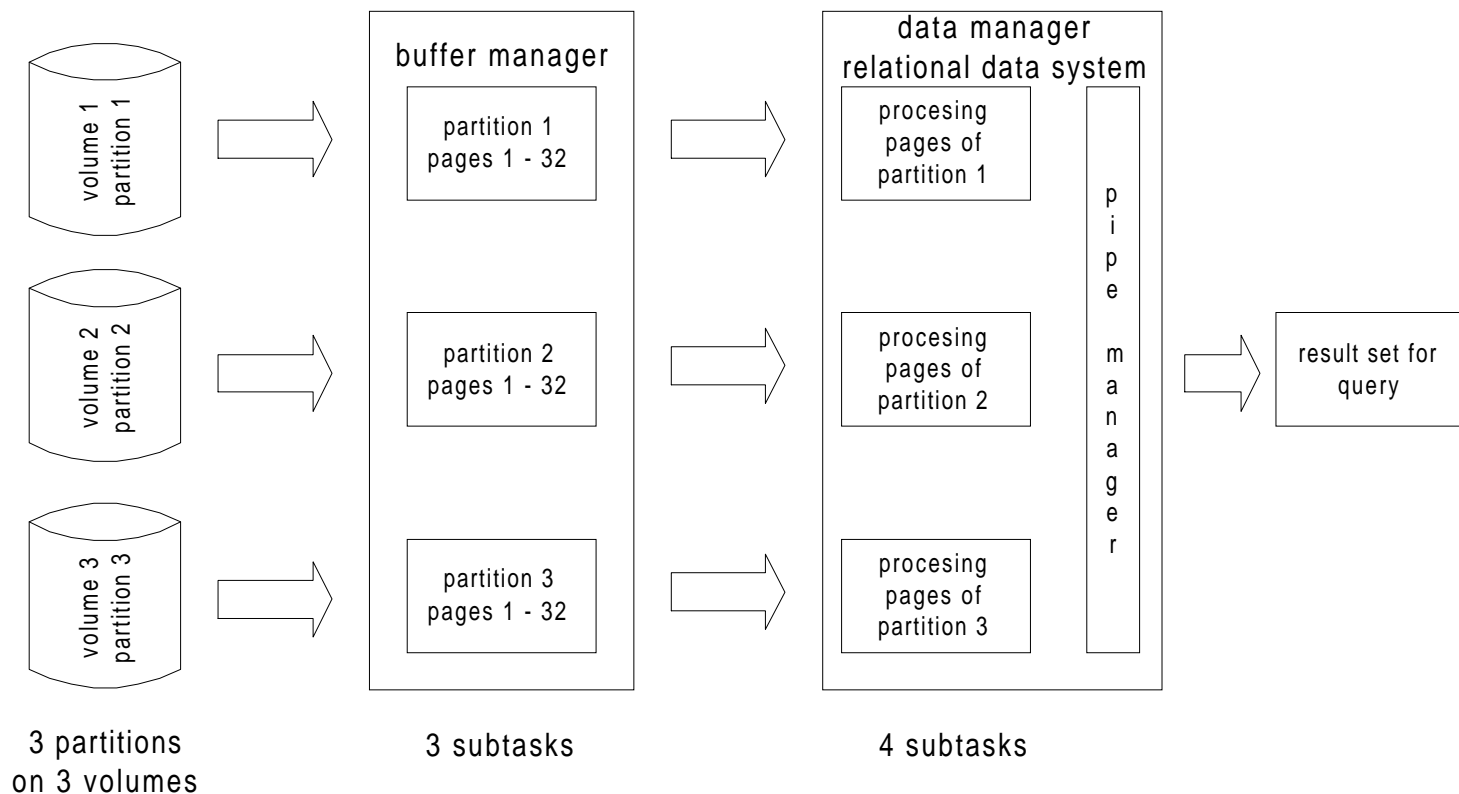 volume 1
partition 1
volume 2
partition 2
volume 3
partition 3
3 partitions
on 3 volumes
buffer manager
partition 1
pages 1 - 32
partition 2
pages 1 - 32
partition 3
pages 1 - 32
3 subtasks
data manager
relational data system
procesing
pages of
partition 1
procesing
pages of
partition 2
procesing
pages of
partition 3
pipe manager
4 subtasks
result set for
query